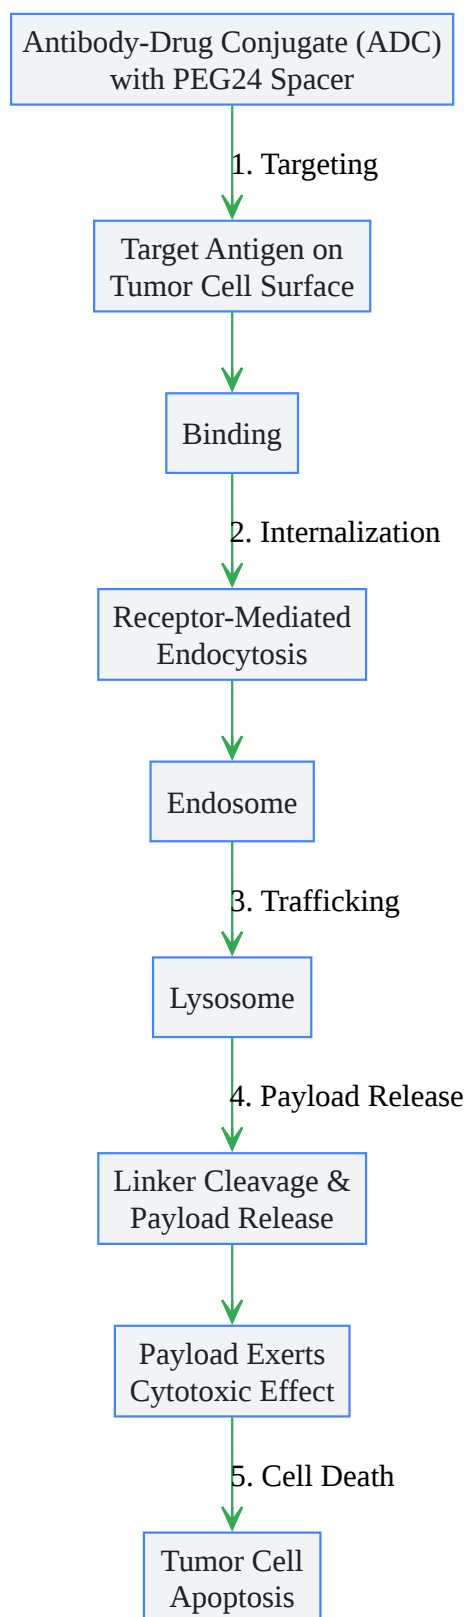 Antibody-Drug Conjugate (ADC)
with PEG24 Spacer
1. Targeting
Target Antigen on
Tumor Cell Surface
Binding
2. Internalization
Receptor-Mediated
Endocytosis
Endosome
3. Trafficking
Lysosome
4. Payload Release
Linker Cleavage &
Payload Release
Payload Exerts
Cytotoxic Effect
5. Cell Death
Tumor Cell
Apoptosis